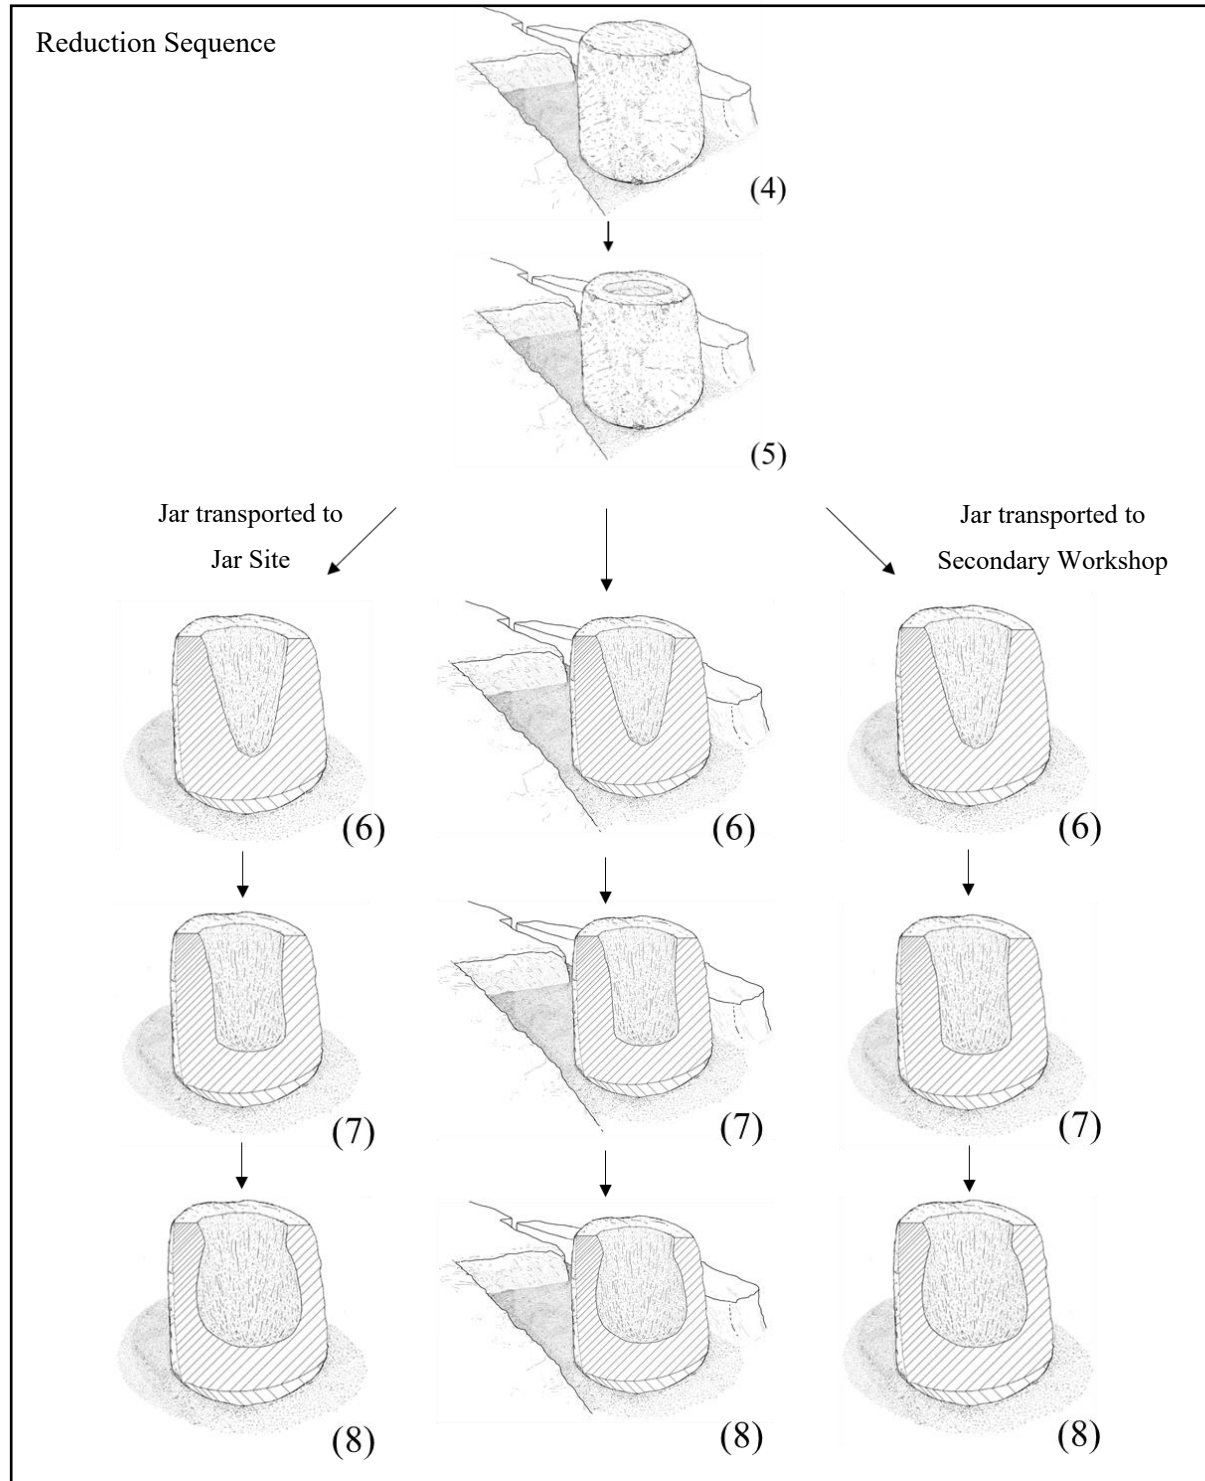 Reduction Sequence
(4)
(5)
Jar transported to
Jar Site
Jar transported to
Secondary Workshop
(6)
(6)
(6)
(7)
(7)
(7)
(8)
(8)
(8)